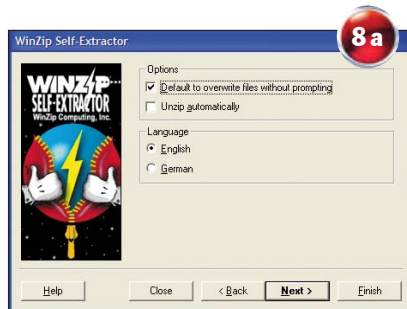 WinZip Self-Extractor
8a
WINZIP
SELF-EXTRACTOR
WinZip Computing, Inc.
Options
Default to overwrite files without prompting
Unzip automatically
Language
English
German
Help
Close
< Back
Next >
Finish